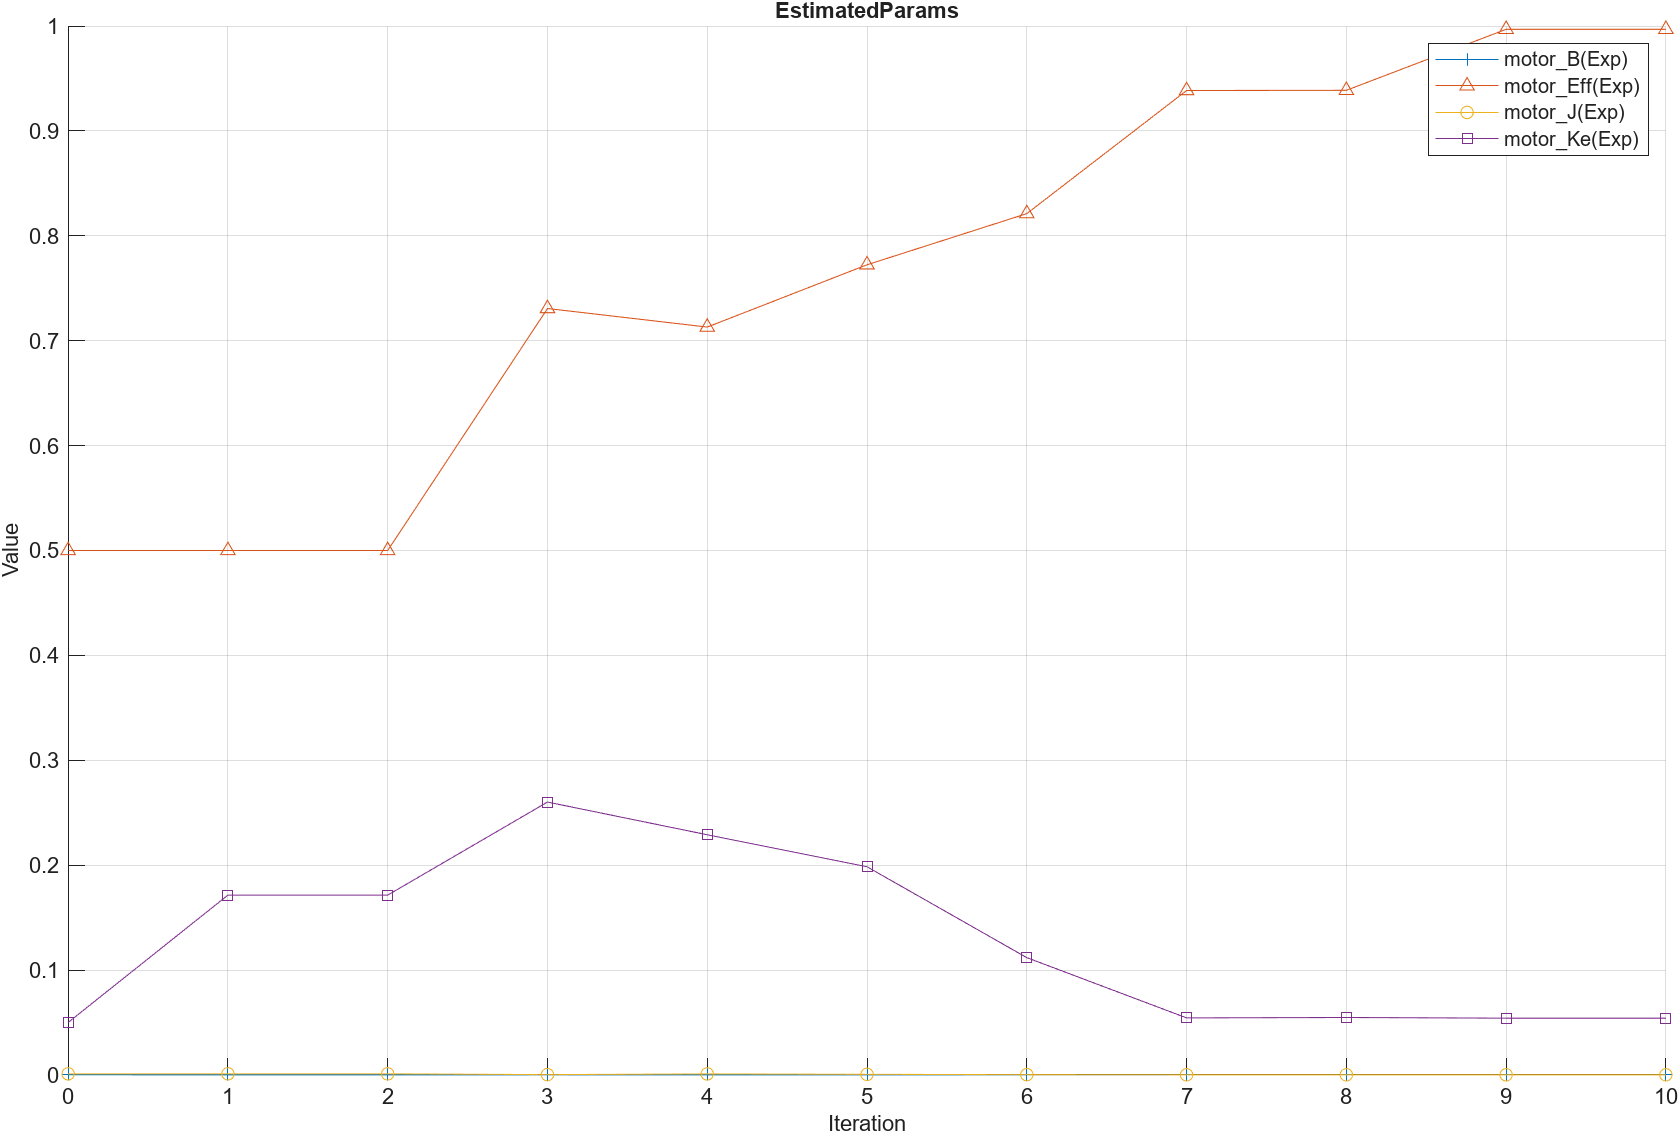 EstimatedParams
1
0.9
0.8
0.7
0.6
0.5
0.4
0.3
0.2
0.1
0
Value
motor_B(Exp)
motor_Eff(Exp)
motor_J(Exp)
motor_Ke(Exp)
0 1 2 3 4 5 6 7 8 9 10
Iteration